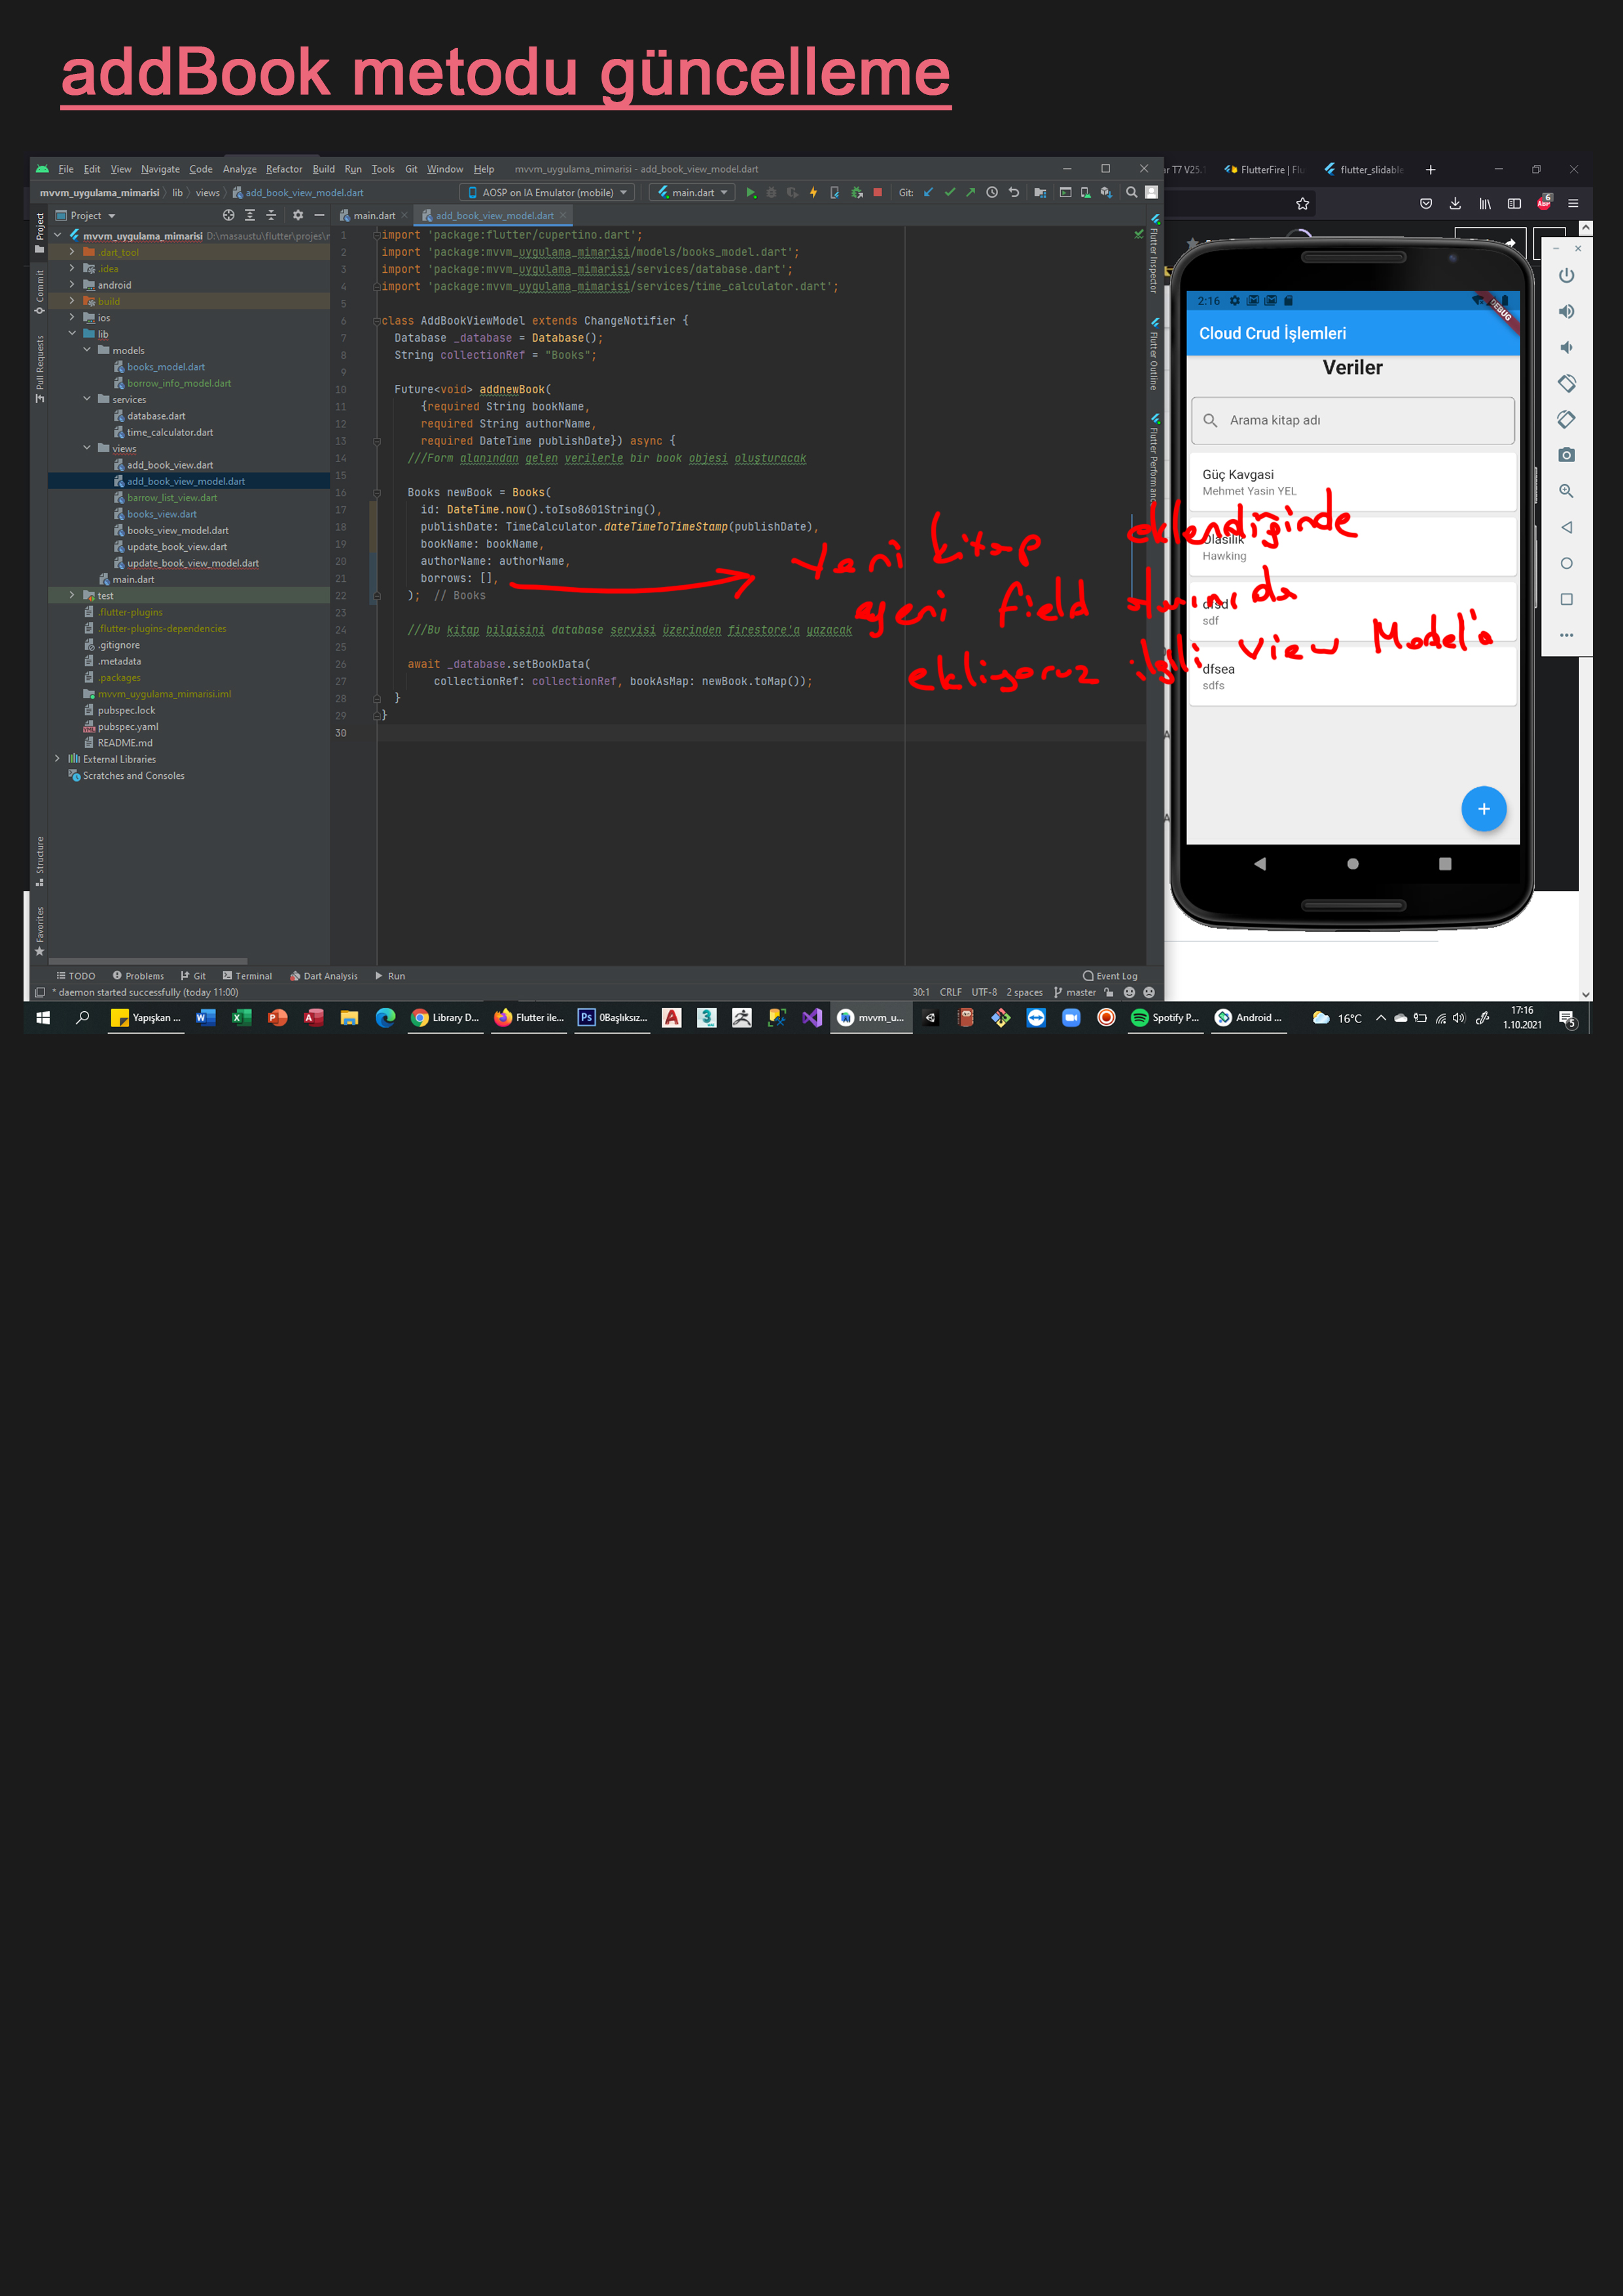 addBook metodu güncelleme
File Edit View Navigate Code Analyze Refactor Build Run Tools Git Window Help mvvm_uygulama_mimarisi - add_book_view_model.dart
mvvm_uygulama_mimarisi lib views add_book_view_model.dart AOSP on IA Emulator (mobile) main.dart Git:
Project main.dart add_book_view_model.dart
mvvm_uygulama_mimarisi D:\masaustu\flutter\projes\
.dart_tool
.idea
android
build
ios
lib
models
books_model.dart
borrow_info_model.dart
services
database.dart
time_calculator.dart
views
add_book_view.dart
add_book_view_model.dart
barrow_list_view.dart
books_view.dart
books_view_model.dart
update_book_view.dart
update_book_view_model.dart
main.dart
test
.flutter-plugins
.flutter-plugins-dependencies
.gitignore
.metadata
.packages
mvvm_uygulama_mimarisi.iml
pubspec.lock
pubspec.yaml
README.md
External Libraries
Scratches and Consoles
Project
Commit
Pull Requests
Structure
Favorites
1 import 'package:flutter/cupertino.dart';
2 import 'package:mvvm_uygulama_mimarisi/models/books_model.dart';
3 import 'package:mvvm_uygulama_mimarisi/services/database.dart';
4 import 'package:mvvm_uygulama_mimarisi/services/time_calculator.dart';
5
6 class AddBookViewModel extends ChangeNotifier {
7 Database _database = Database();
8 String collectionRef = "Books";
9
10 Future<void> addnewBook(
11 {required String bookName,
12 required String authorName,
13 required DateTime publishDate}) async {
14 ///Form alanından gelen verilerle bir book objesi oluşturacak
15
16 Books newBook = Books(
17 id: DateTime.now().toIso8601String(),
18 publishDate: TimeCalculator.dateTimeToTimeStamp(publishDate),
19 bookName: bookName,
20 authorName: authorName,
21 borrows: [],
22 ); // Books
23
24 ///Bu kitap bilgisini database servisi üzerinden firestore'a yazacak
25
26 await _database.setBookData(
27 collectionRef: collectionRef, bookAsMap: newBook.toMap());
28 }
29 }
30
Yeni kitap eklendiğinde
yeni field alanınıda
ekliyoruz ilgili View Model'a
Flutter Inspector
Flutter Outline
Flutter Performance
TODO Problems Git Terminal Dart Analysis Run Event Log
* daemon started successfully (today 11:00) 30:1 CRLF UTF-8 2 spaces master
T7 V25. FlutterFire | Flu flutter_slidable
2:16
DEBUG
Cloud Crud İşlemleri
Veriler
Arama kitap adı
Güç Kavgasi
Mehmet Yasin YEL
Olasilik
Hawking
dfsd
sdf
dfsea
sdfs
Yapışkan ... Library D... Flutter ile... 0Başlıksız... mvvm_u... Spotify P... Android ... 16°C 17:16
1.10.2021
5